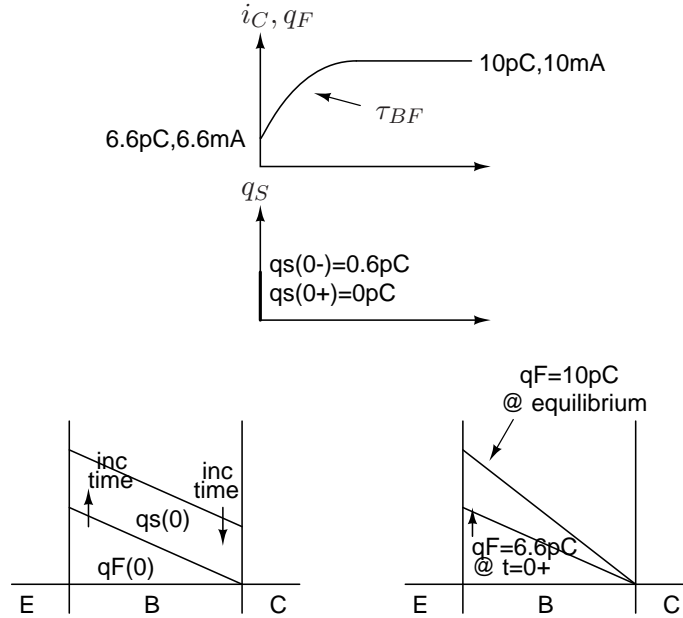 i_C, q_F
10pC,10mA
τ_BF
6.6pC,6.6mA
q_S
qs(0-)=0.6pC
qs(0+)=0pC
inc
time
inc
time
qs(0)
qF(0)
E B C
qF=10pC
@ equilibrium
qF=6.6pC
@ t=0+
E B C